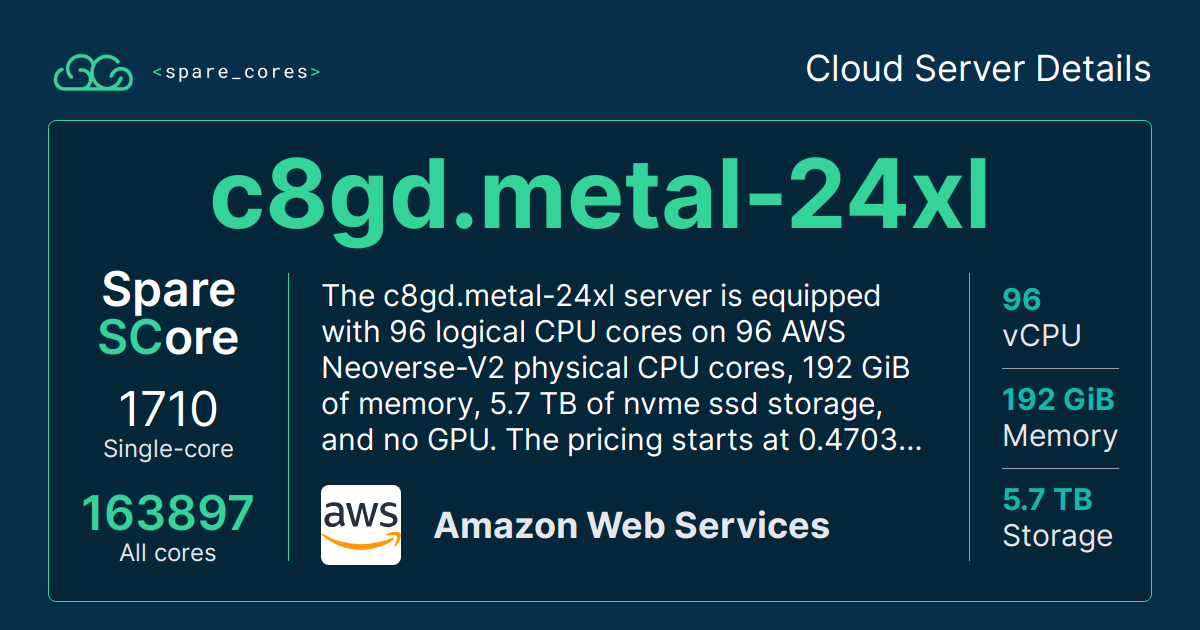 <spare_cores>
Cloud Server Details
c8gd.metal-24xl
Spare
SCore
1710
Single-core
163897
All cores
The c8gd.metal-24xl server is equipped
with 96 logical CPU cores on 96 AWS
Neoverse-V2 physical CPU cores, 192 GiB
of memory, 5.7 TB of nvme ssd storage,
and no GPU. The pricing starts at 0.4703...
aws
Amazon Web Services
96
vCPU
192 GiB
Memory
5.7 TB
Storage